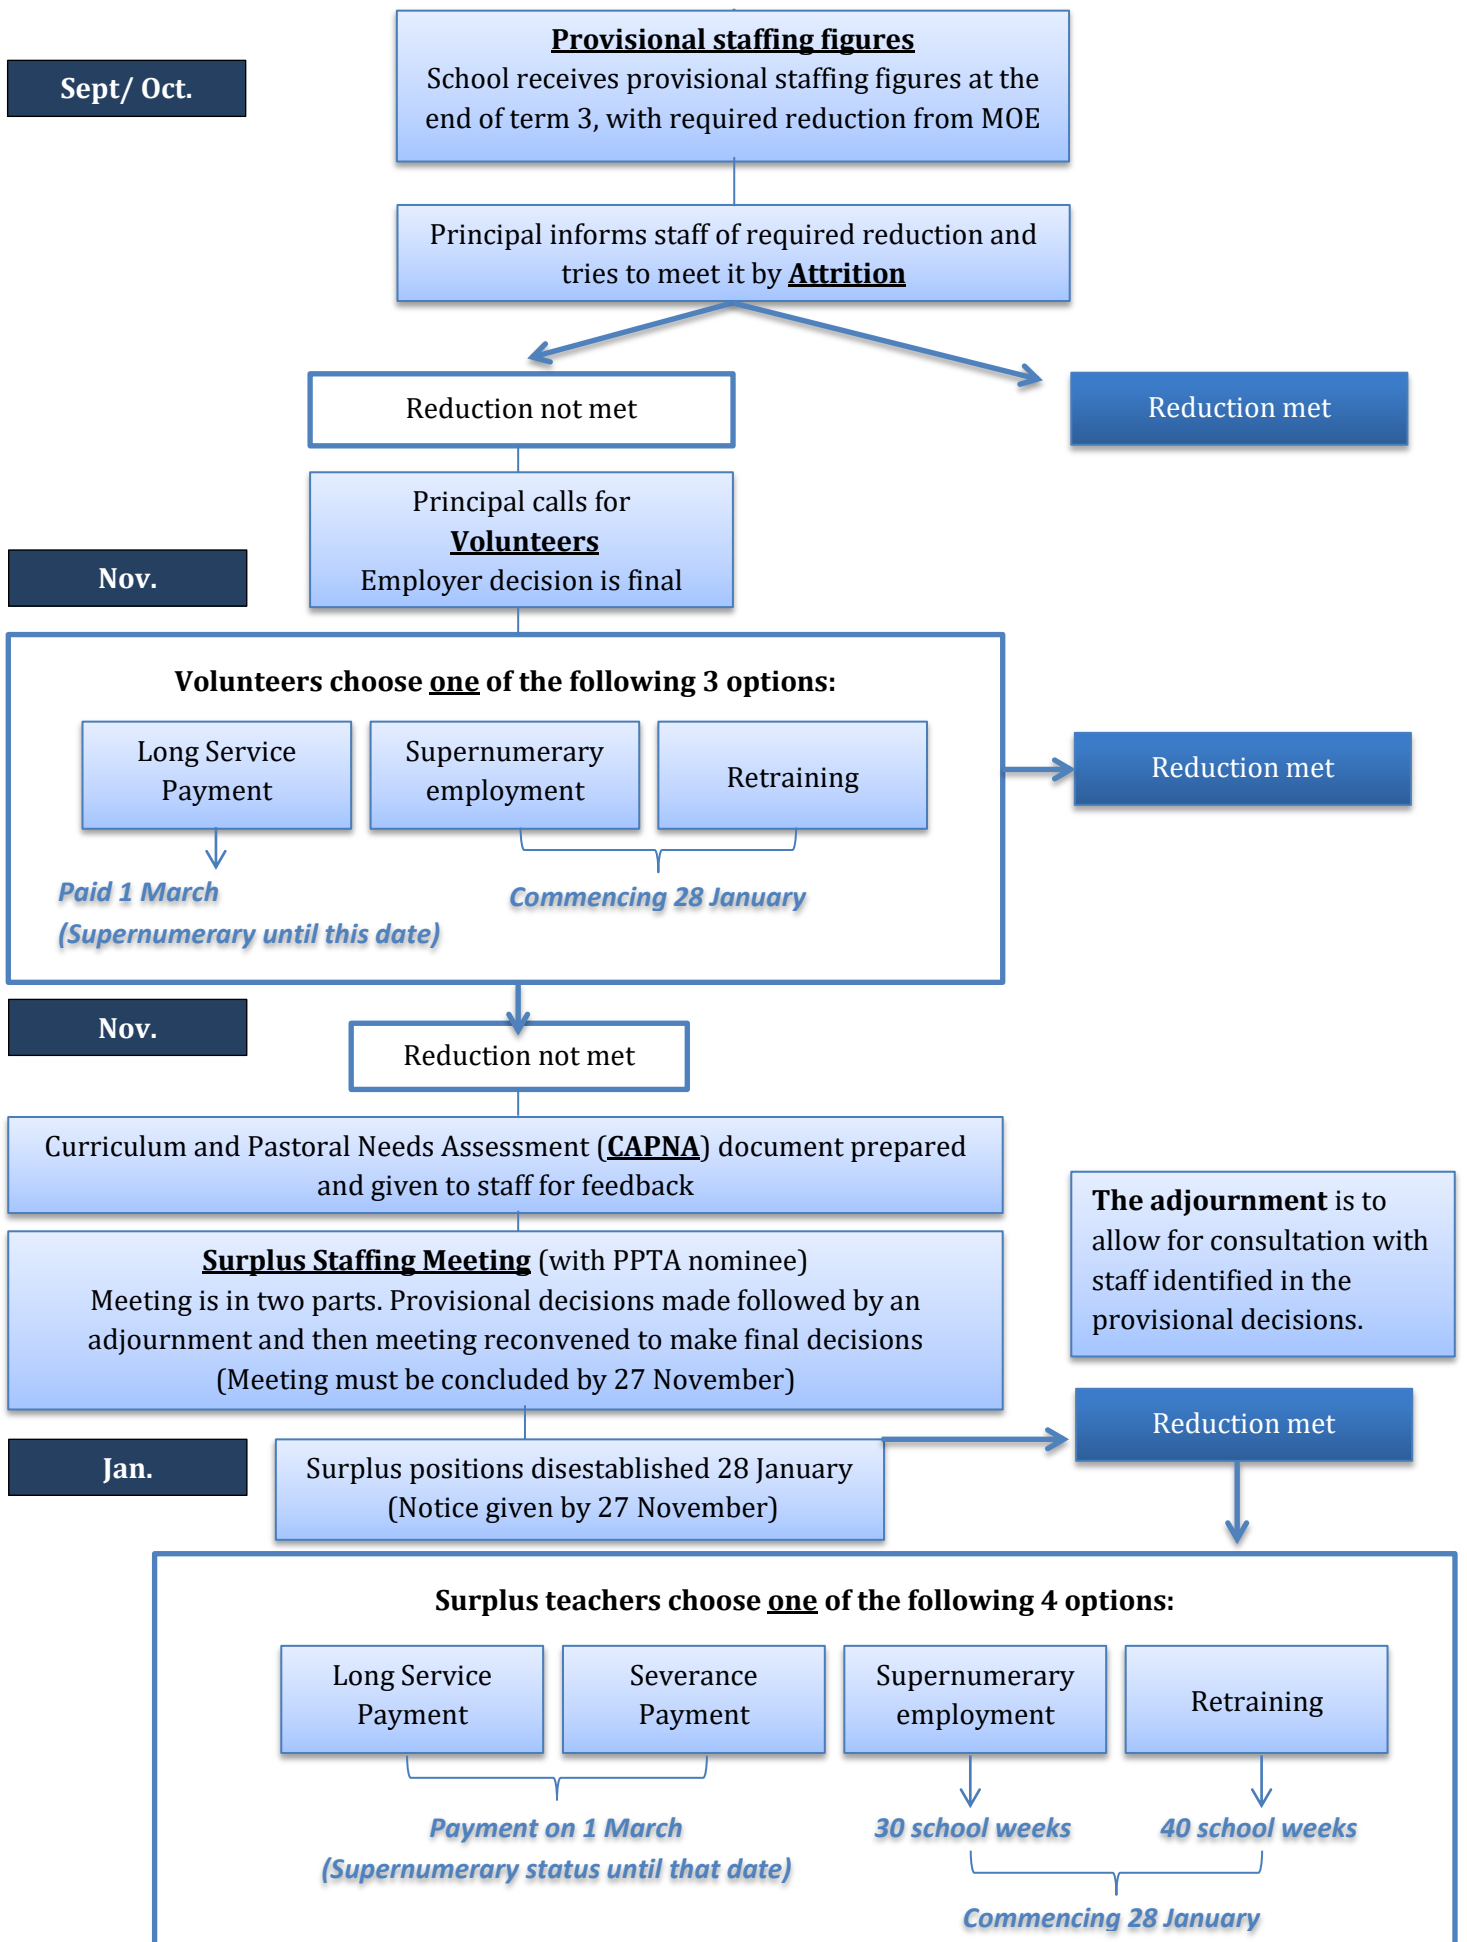 Provisional staffing figures
School receives provisional staffing figures at the
end of term 3, with required reduction from MOE
Sept/ Oct.
Principal informs staff of required reduction and
tries to meet it by Attrition
Reduction not met
Reduction met
Principal calls for
Volunteers
Employer decision is final
Nov.
Volunteers choose one of the following 3 options:
Long Service
Payment
Supernumerary
employment
Retraining
Reduction met
Paid 1 March
(Supernumerary until this date)
Commencing 28 January
Nov.
Reduction not met
Curriculum and Pastoral Needs Assessment (CAPNA) document prepared
and given to staff for feedback
The adjournment is to
allow for consultation with
staff identified in the
provisional decisions.
Surplus Staffing Meeting (with PPTA nominee)
Meeting is in two parts. Provisional decisions made followed by an
adjournment and then meeting reconvened to make final decisions
(Meeting must be concluded by 27 November)
Reduction met
Jan.
Surplus positions disestablished 28 January
(Notice given by 27 November)
Surplus teachers choose one of the following 4 options:
Long Service
Payment
Severance
Payment
Supernumerary
employment
Retraining
Payment on 1 March
(Supernumerary status until that date)
30 school weeks
40 school weeks
Commencing 28 January